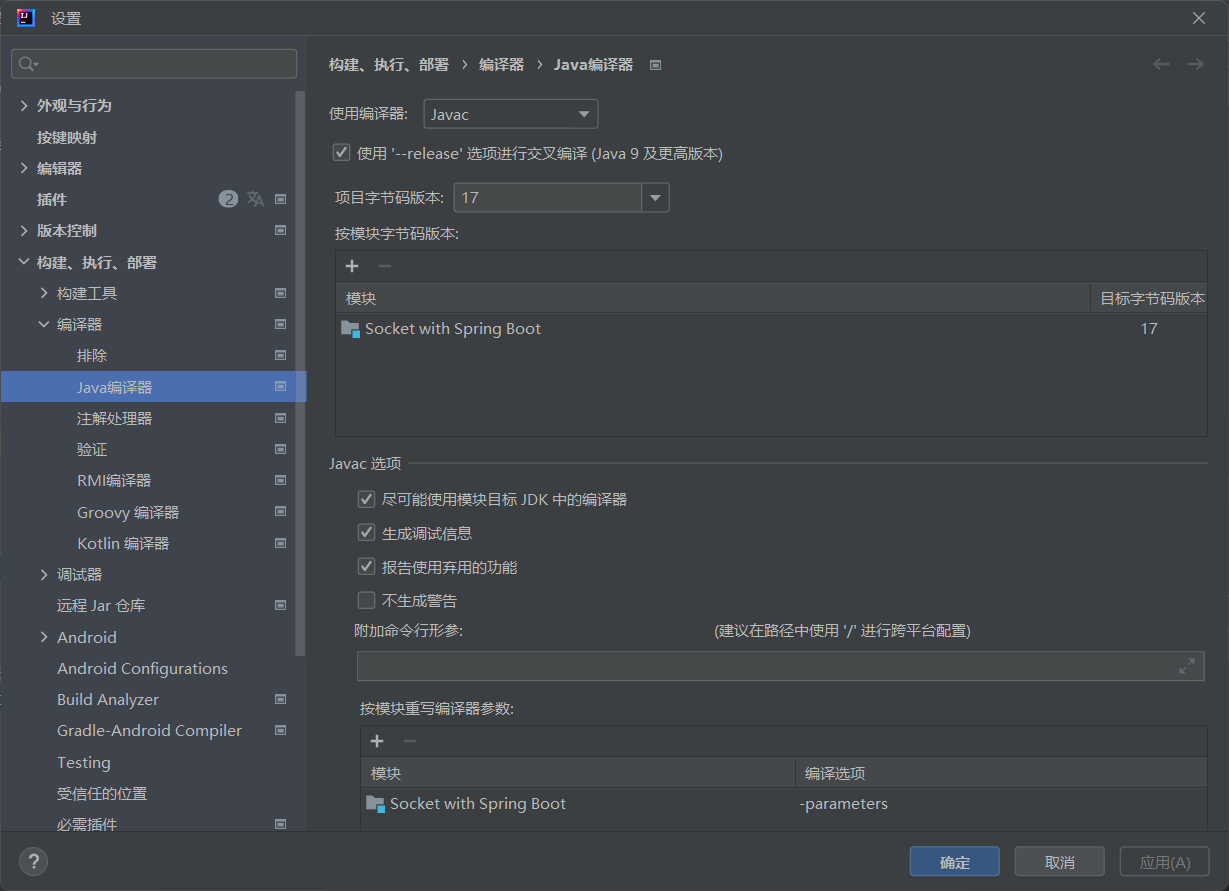 设置
外观与行为
按键映射
编辑器
插件 2
版本控制
构建、执行、部署
构建工具
编译器
排除
Java编译器
注解处理器
验证
RMI编译器
Groovy 编译器
Kotlin 编译器
调试器
远程 Jar 仓库
Android
Android Configurations
Build Analyzer
Gradle-Android Compiler
Testing
受信任的位置
必需插件
构建、执行、部署 › 编译器 › Java编译器
使用编译器: Javac
使用 '--release' 选项进行交叉编译 (Java 9 及更高版本)
项目字节码版本: 17
按模块字节码版本:
模块 目标字节码版本
Socket with Spring Boot 17
Javac 选项
尽可能使用模块目标 JDK 中的编译器
生成调试信息
报告使用弃用的功能
不生成警告
附加命令行形参: (建议在路径中使用 '/' 进行跨平台配置)
按模块重写编译器参数:
模块 编译选项
Socket with Spring Boot -parameters
? 确定 取消 应用(A)